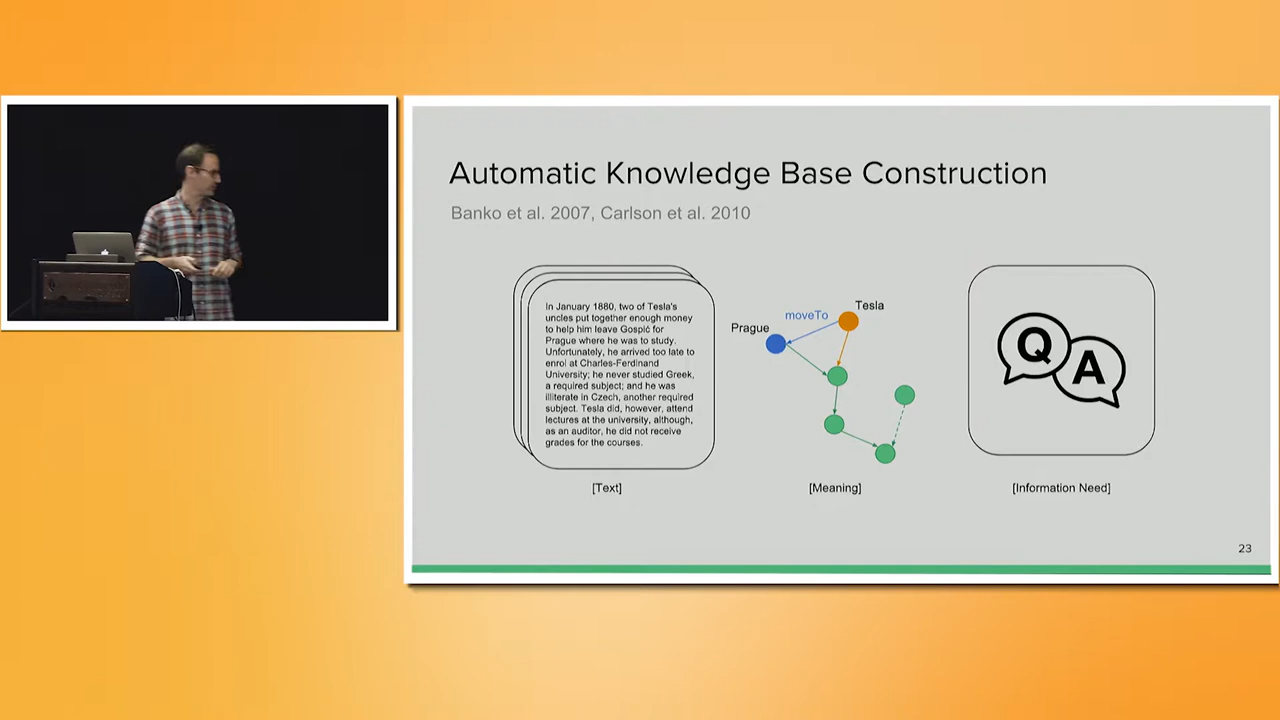 Automatic Knowledge Base Construction
Banko et al. 2007, Carlson et al. 2010
In January 1880, two of Tesla's
uncles put together enough money
to help him leave Gospić for
Prague where he was to study.
Unfortunately, he arrived too late to
enrol at Charles-Ferdinand
University; he never studied Greek,
a required subject; and he was
illiterate in Czech, another required
subject. Tesla did, however, attend
lectures at the university, although,
as an auditor, he did not receive
grades for the courses.
[Text]
Tesla
moveTo
Prague
[Meaning]
Q
A
[Information Need]
23